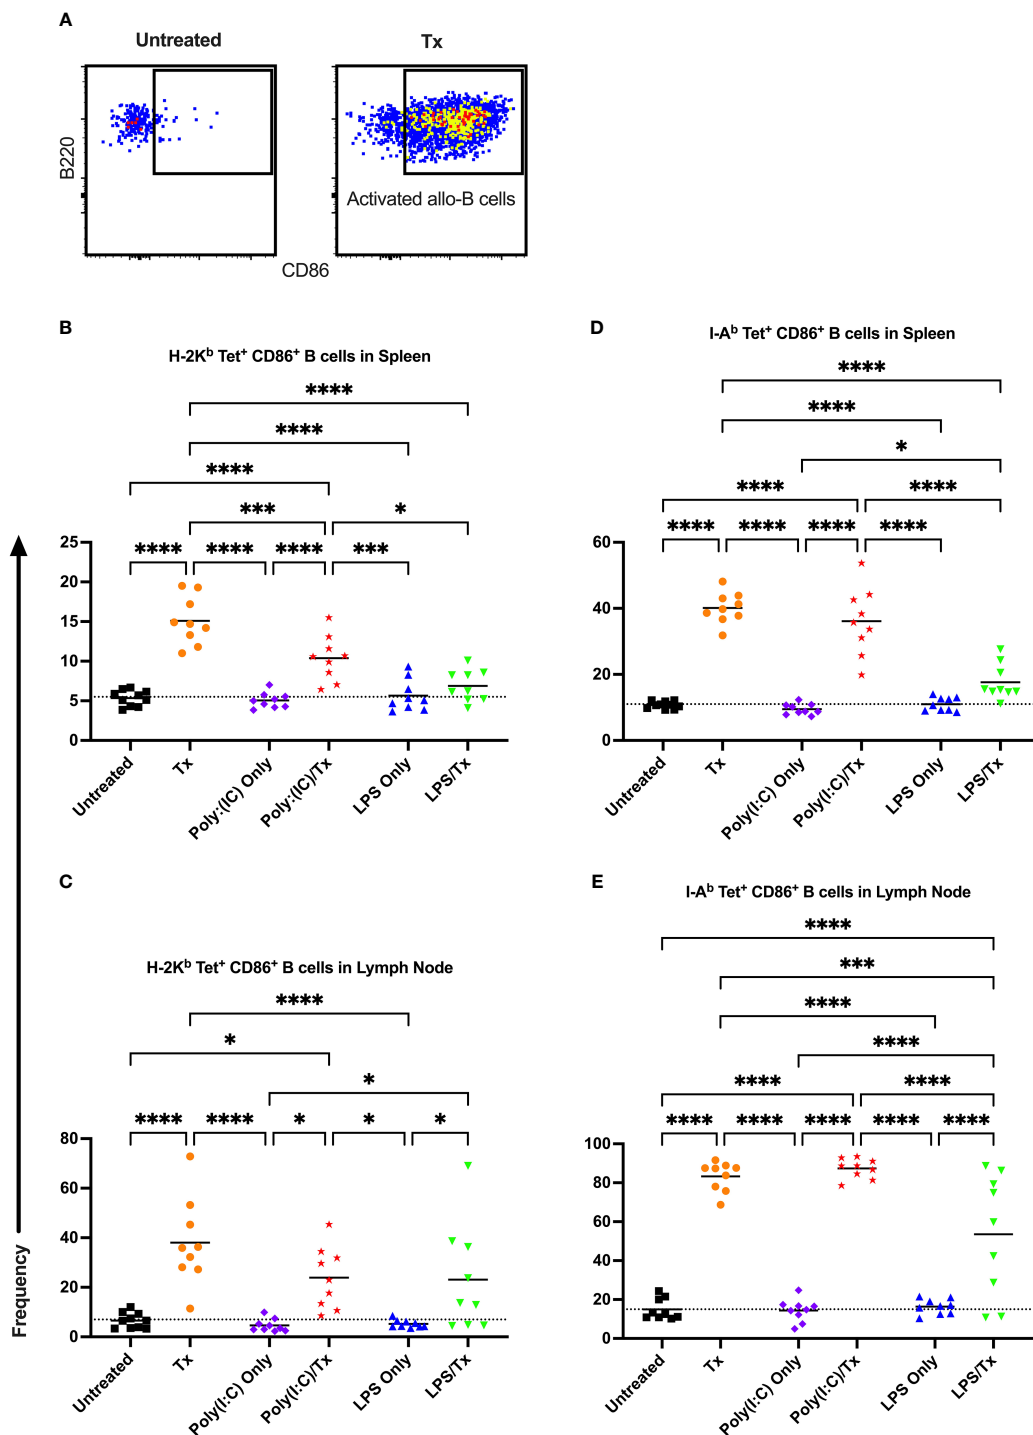 A
Untreated
Tx
B220
Activated allo-B cells
CD86
B
H-2Kᵇ Tet⁺ CD86⁺ B cells in Spleen
****
****
****
***
*
****
****
****
***
25
20
15
10
5
0
Untreated
Tx
Poly:(IC) Only
Poly:(IC)/Tx
LPS Only
LPS/Tx
D
I-Aᵇ Tet⁺ CD86⁺ B cells in Spleen
****
****
*
****
****
****
****
****
****
60
40
20
0
Untreated
Tx
Poly(I:C) Only
Poly(I:C)/Tx
LPS Only
LPS/Tx
C
H-2Kᵇ Tet⁺ CD86⁺ B cells in Lymph Node
****
*
*
****
****
*
*
*
80
60
40
20
0
Untreated
Tx
Poly(I:C) Only
Poly(I:C)/Tx
LPS Only
LPS/Tx
E
I-Aᵇ Tet⁺ CD86⁺ B cells in Lymph Node
****
***
****
****
****
****
****
****
****
****
****
100
80
60
40
20
0
Untreated
Tx
Poly(I:C) Only
Poly(I:C)/Tx
LPS Only
LPS/Tx
Frequency